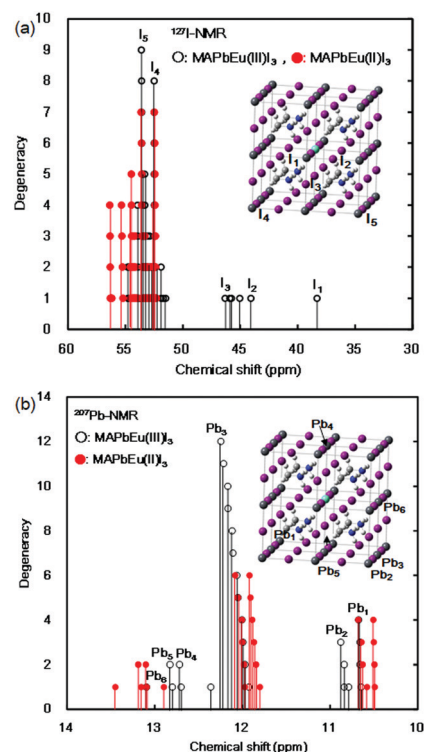 (a)
¹²⁷I-NMR
○: MAPbEu(III)I₃ , ●: MAPbEu(II)I₃
I₅
I₄
I₃
I₂
I₁
I₁
I₂
I₃
I₄
I₅
Degeneracy
10
9
8
7
6
5
4
3
2
1
0
60
55
50
45
40
35
30
Chemical shift (ppm)
(b)
²⁰⁷Pb-NMR
○: MAPbEu(III)I₃
●: MAPbEu(II)I₃
Pb₃
Pb₅
Pb₄
Pb₆
Pb₂
Pb₁
Pb₄
Pb₆
Pb₁
Pb₅
Pb₃
Pb₂
Degeneracy
14
12
10
8
6
4
2
0
14
13
12
11
10
Chemical shift (ppm)